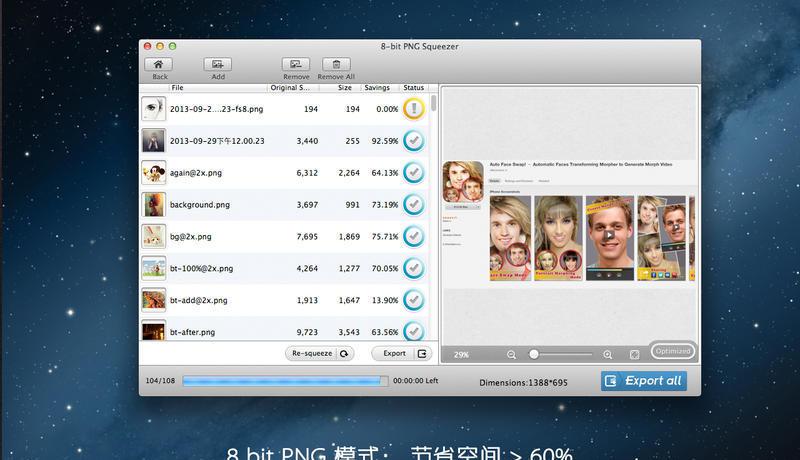 8-bit PNG Squeezer
Back Add Remove Remove All
File Original S... Size Savings Status
2013-09-2....23-fs8.png 194 194 0.00%
2013-09-29下午12.00.23 3,440 255 92.59%
again@2x.png 6,312 2,264 64.13%
background.png 3,697 991 73.19%
bg@2x.png 7,695 1,869 75.71%
bt-100%@2x.png 4,264 1,277 70.05%
bt-add@2x.png 1,913 1,647 13.90%
bt-after.png 9,723 3,543 63.56%
Re-squeeze Export
Auto Face Swap! - Automatic Faces Transforming Morpher to Generate Morph Video
iPhone Screenshots
29% Optimized
104/108 00:00:00 Left Dimensions:1388*695 Export all
8 bit PNG 模式: 节省空间 > 60%